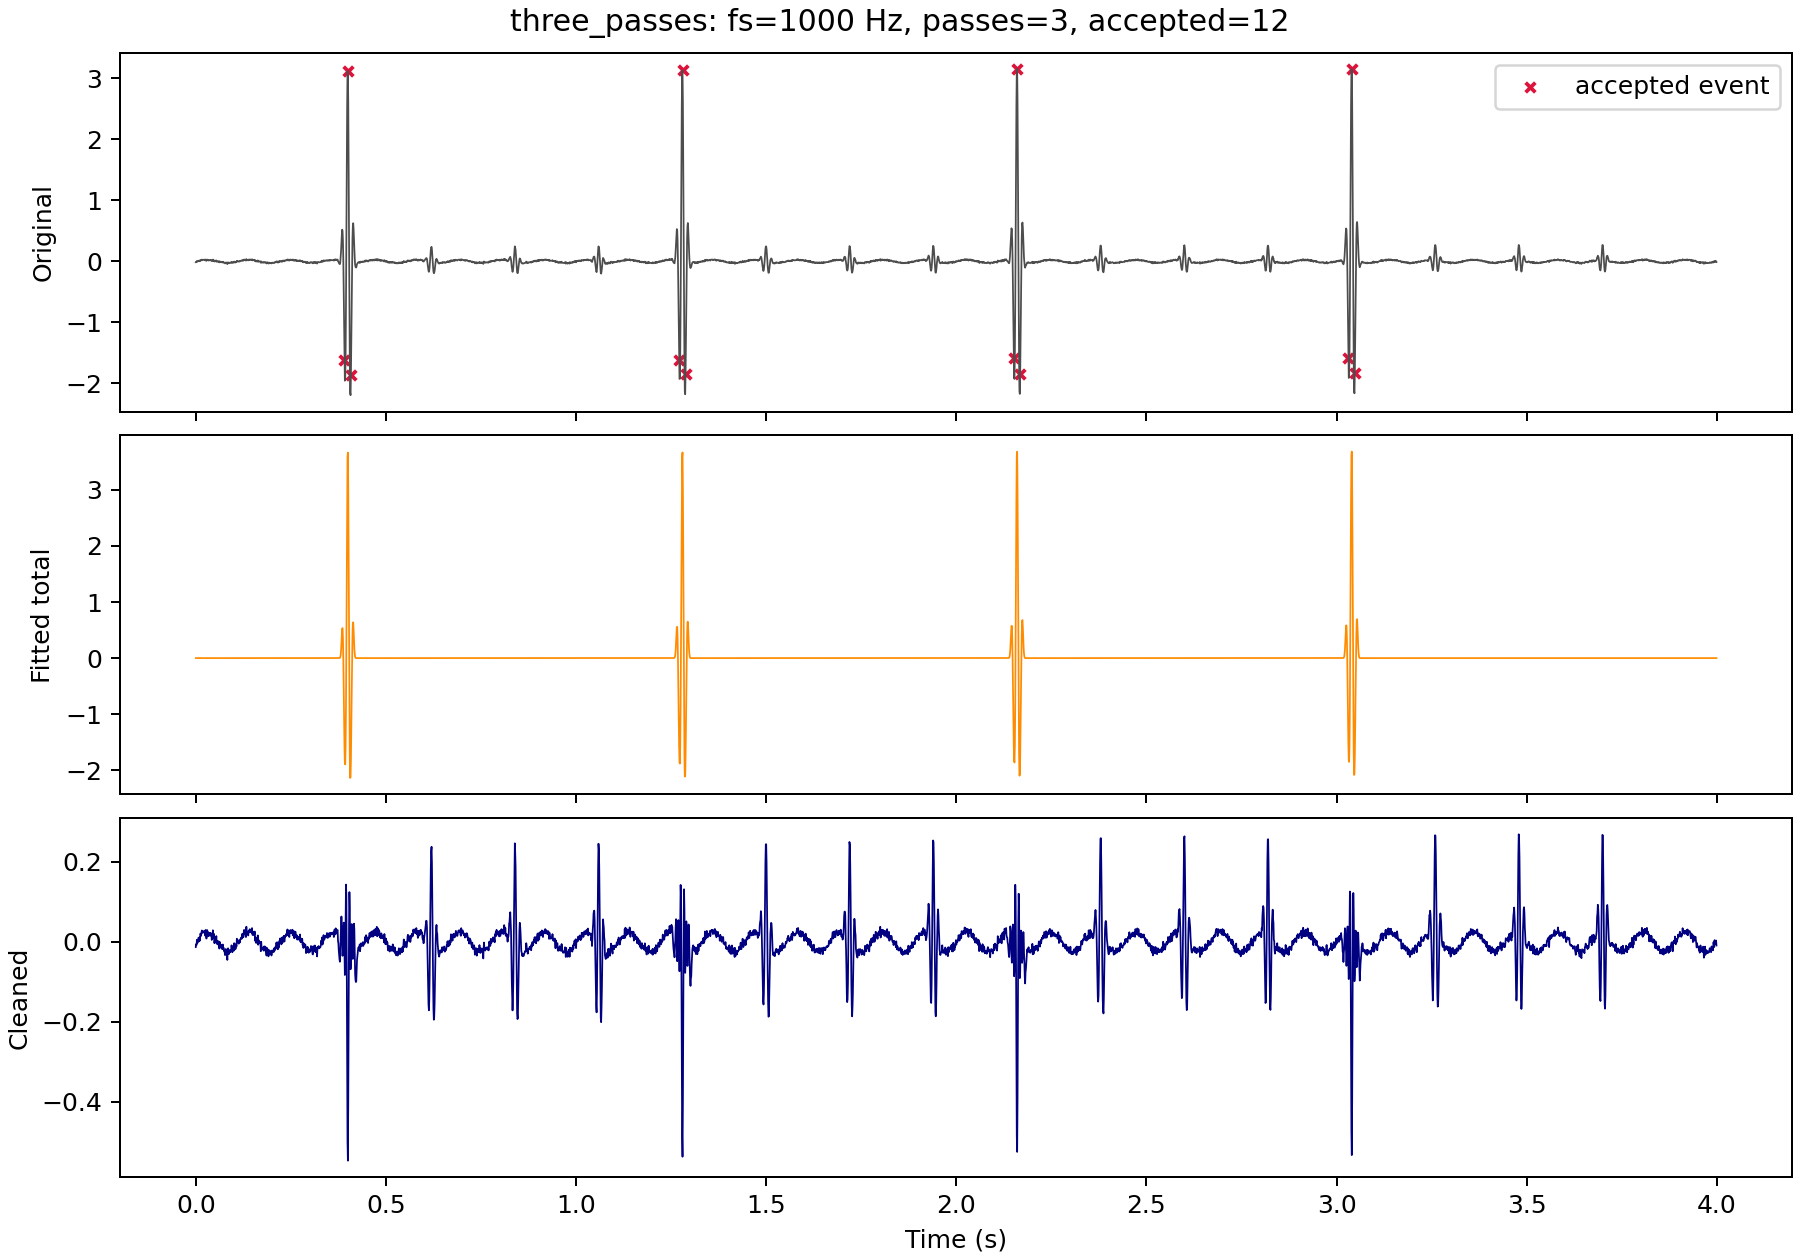 three_passes: fs=1000 Hz, passes=3, accepted=12
accepted event
Original
3
2
1
0
−1
−2
Fitted total
3
2
1
0
−1
−2
Cleaned
0.2
0.0
−0.2
−0.4
0.0 0.5 1.0 1.5 2.0 2.5 3.0 3.5 4.0
Time (s)